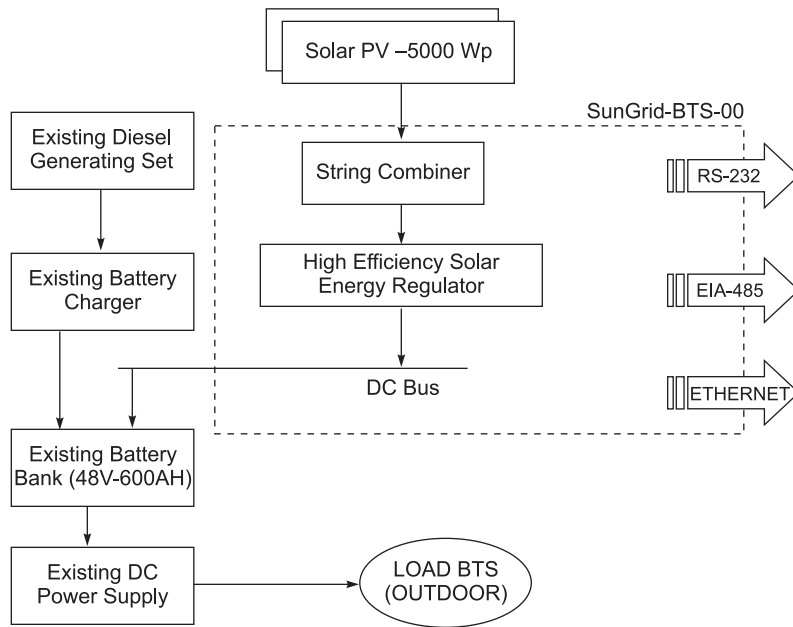 Solar PV –5000 Wp
SunGrid-BTS-00
Existing Diesel
Generating Set
String Combiner
RS-232
Existing Battery
Charger
High Efficiency Solar
Energy Regulator
EIA-485
DC Bus
ETHERNET
Existing Battery
Bank (48V-600AH)
Existing DC
Power Supply
LOAD BTS
(OUTDOOR)